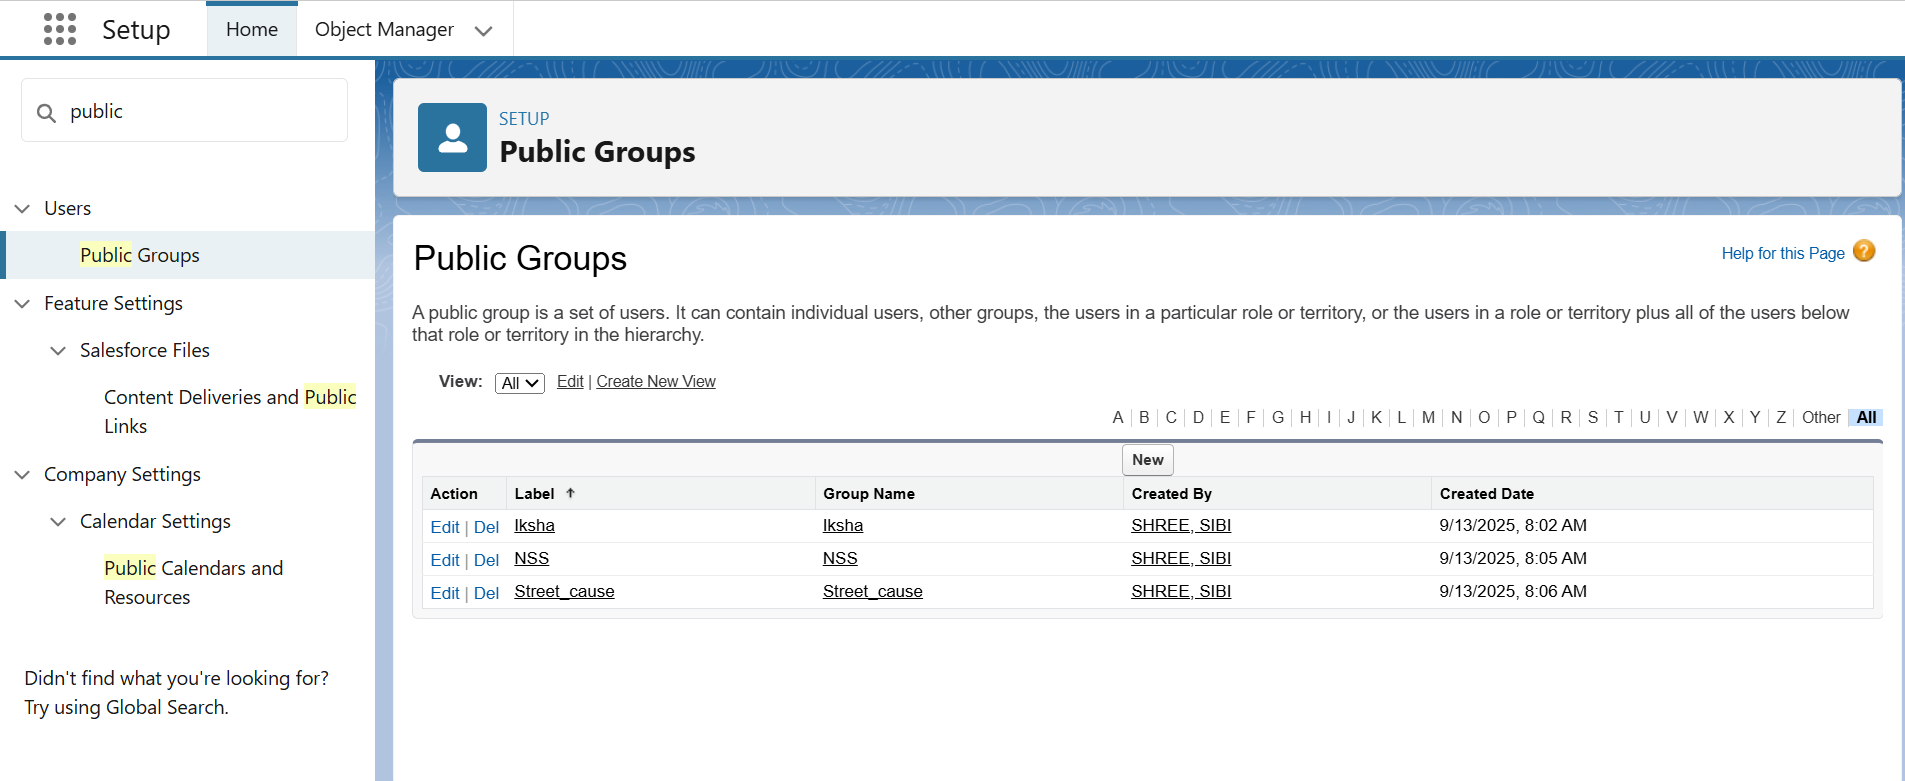 Setup
Home
Object Manager
public
Users
Public Groups
Feature Settings
Salesforce Files
Content Deliveries and Public
Links
Company Settings
Calendar Settings
Public Calendars and
Resources
Didn't find what you're looking for?
Try using Global Search.
SETUP
Public Groups
Public Groups
Help for this Page ?
A public group is a set of users. It can contain individual users, other groups, the users in a particular role or territory, or the users in a role or territory plus all of the users below
that role or territory in the hierarchy.
View: All Edit | Create New View
A B C D E F G H I J K L M N O P Q R S T U V W X Y Z Other All
New
Action Label Group Name Created By Created Date
Edit | Del Iksha Iksha SHREE, SIBI 9/13/2025, 8:02 AM
Edit | Del NSS NSS SHREE, SIBI 9/13/2025, 8:05 AM
Edit | Del Street_cause Street_cause SHREE, SIBI 9/13/2025, 8:06 AM